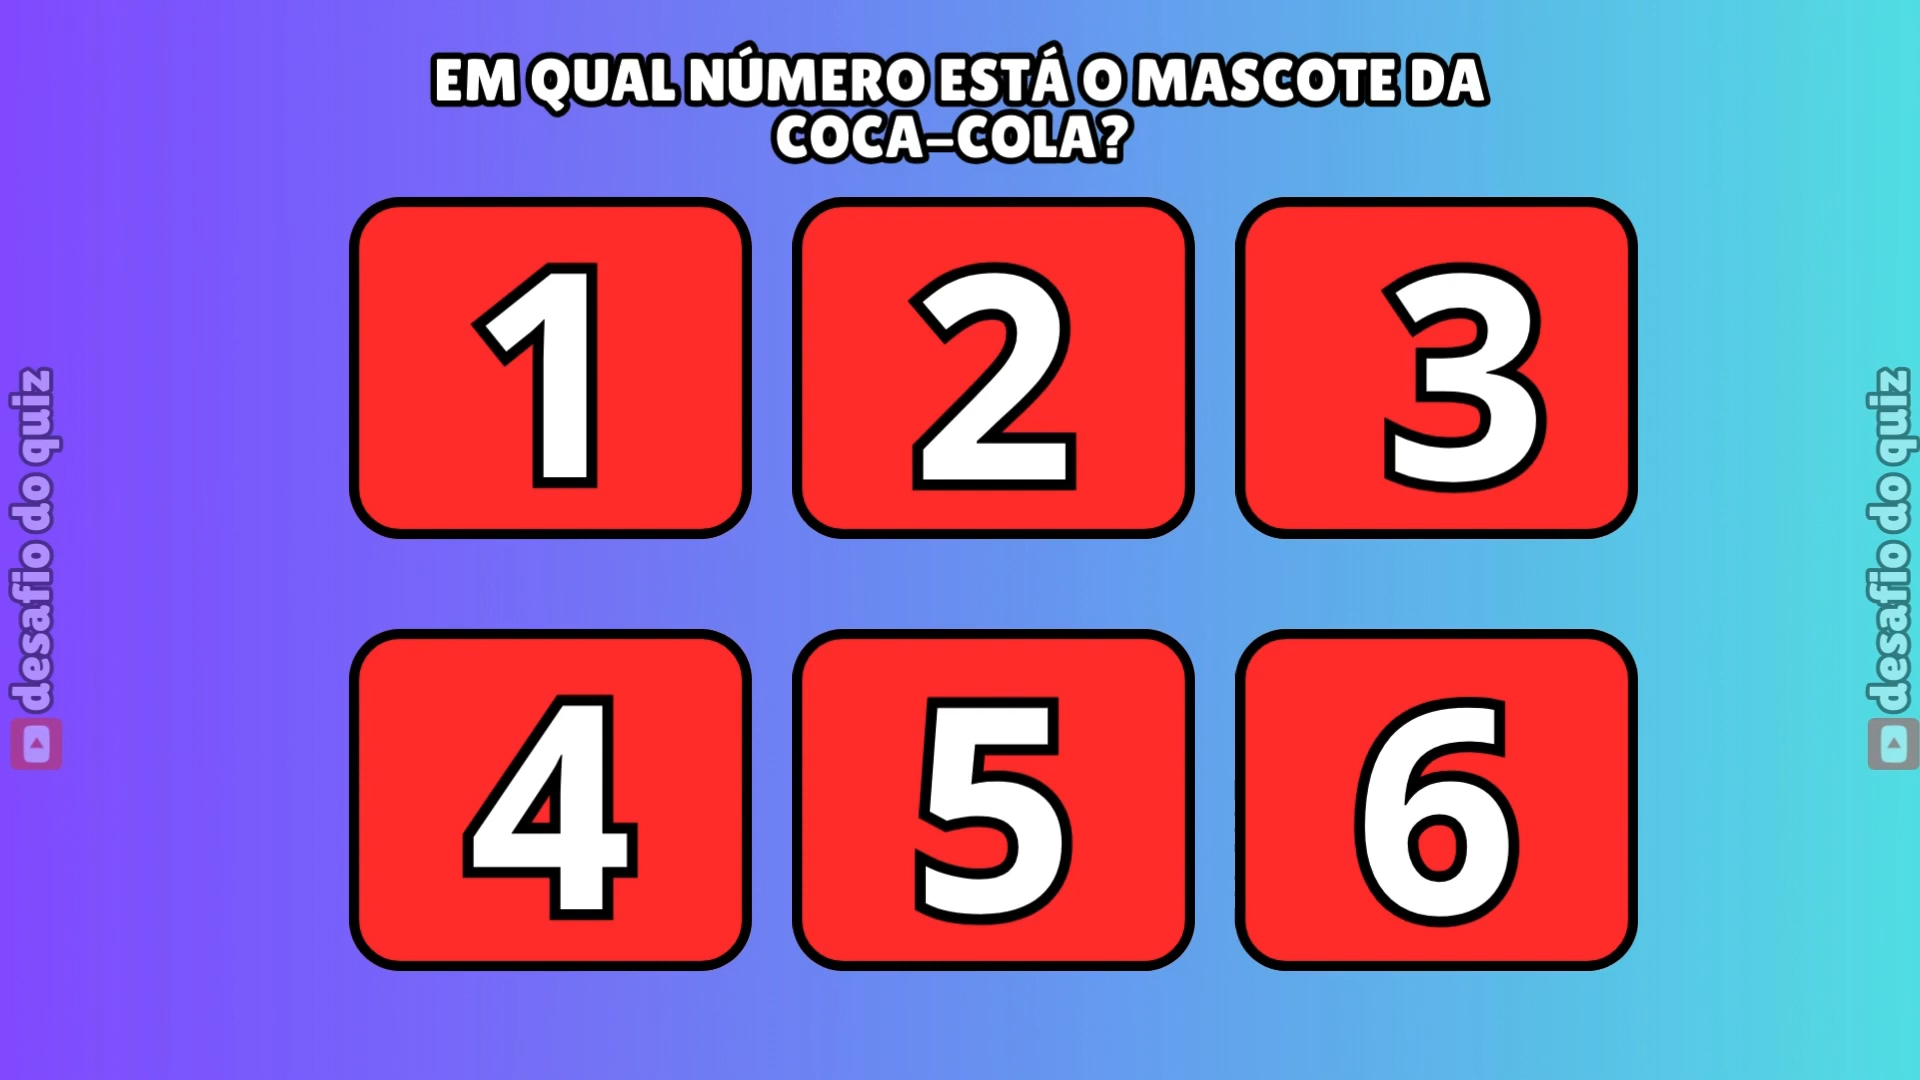 EM QUAL NÚMERO ESTÁ O MASCOTE DA
COCA-COLA?
1 2 3
4 5 6
desafio do quiz
desafio do quiz